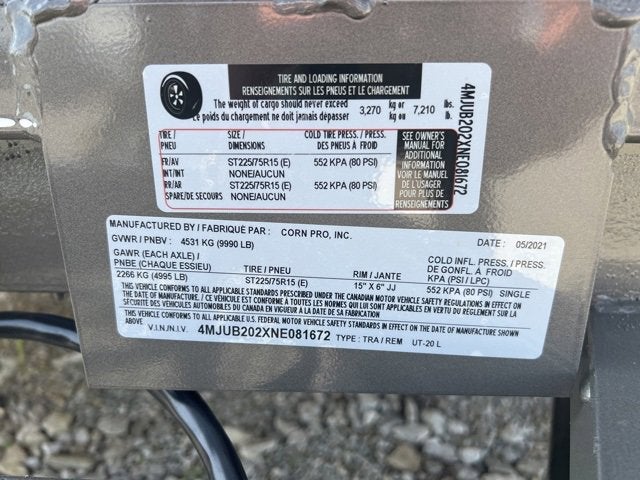 TIRE AND LOADING INFORMATION
RENSEIGNEMENTS SUR LES PNEUS ET LE CHARGEMENT
The weight of cargo should never exceed 3,270 kg or 7,210 lbs.
Le poids du chargement ne doit jamais dépasser kg ou lb.
TIRE / SIZE / COLD TIRE PRESS. / PRESS.
PNEU DIMENSIONS DES PNEUS À FROID
FR/AV ST225/75R15 (E) 552 KPA (80 PSI)
INT/INT NONE/AUCUN
RR/AR ST225/75R15 (E) 552 KPA (80 PSI)
SPARE/DE SECOURS NONE/AUCUN
SEE OWNER'S
MANUAL FOR
ADDITIONAL
INFORMATION
VOIR LE MANUEL
DE L'USAGER
POUR PLUS DE
RENSEIGNEMENTS
4MJUB202XNE081672
MANUFACTURED BY / FABRIQUÉ PAR : CORN PRO, INC. DATE : 05/2021
GVWR / PNBV : 4531 KG (9990 LB)
GAWR (EACH AXLE) / COLD INFL. PRESS. / PRESS.
PNBE (CHAQUE ESSIEU) TIRE / PNEU RIM / JANTE DE GONFL. À FROID
KPA (PSI / LPC)
2266 KG (4995 LB) ST225/75R15 (E) 15" X 6" JJ 552 KPA (80 PSI) SINGLE
THIS VEHICLE CONFORMS TO ALL APPLICABLE STANDARDS PRESCRIBED UNDER THE CANADIAN MOTOR VEHICLE SAFETY REGULATIONS IN EFFECT ON
THE DATE OF MANUFACTURE / CE VÉHICULE EST CONFORME À TOUTES LES NORMES QUI LUI SONT APPLICABLES EN VERTU DU RÈGLEMENT SUR LA
SÉCURITÉ DES VÉHICULES AUTOMOBILES DU CANADA EN VIGUEUR À LA DATE DE SA FABRICATION
THIS VEHICLE CONFORMS TO ALL APPLICABLE U.S. FEDERAL MOTOR VEHICLE SAFETY STANDARDS IN EFFECT ON THE DATE OF MANUFACTURE SHOWN
ABOVE.
V.I.N./N.I.V. 4MJUB202XNE081672 TYPE : TRA / REM UT-20 L